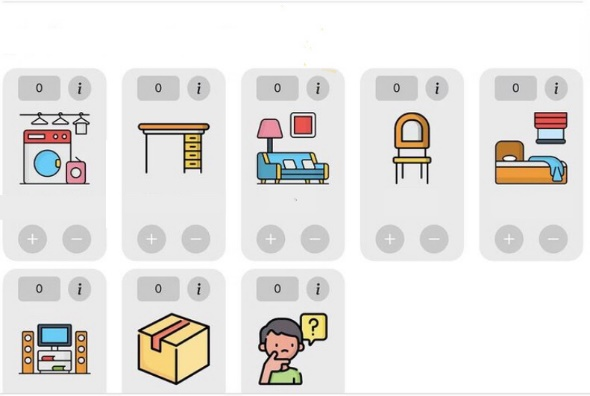 0 i 0 i 0 i 0 i 0 i
+ − + − + − + − + −
0 i 0 i 0 i
?